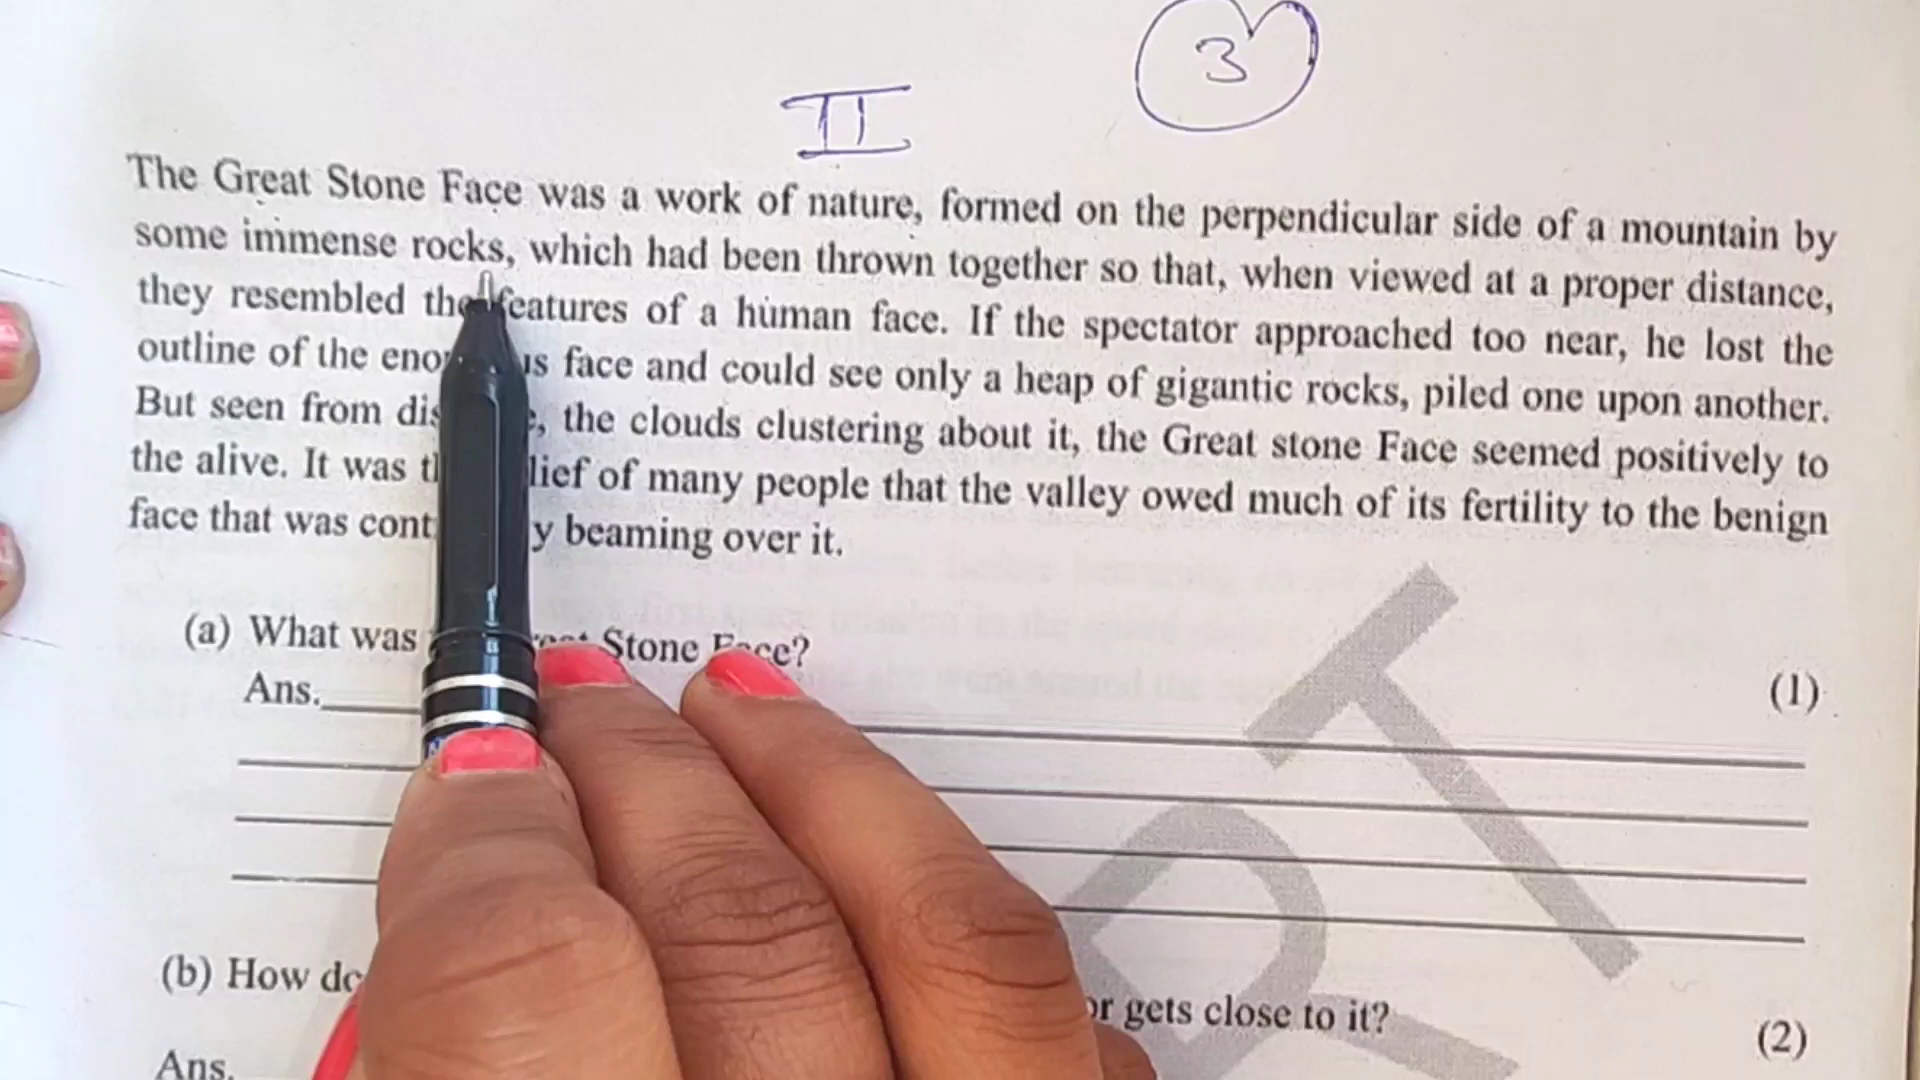 3
II
The Great Stone Face was a work of nature, formed on the perpendicular side of a mountain by
some immense rocks, which had been thrown together so that, when viewed at a proper distance,
they resembled the features of a human face. If the spectator approached too near, he lost the
outline of the face and could see only a heap of gigantic rocks, piled one upon another.
But seen from the clouds clustering about it, the Great stone Face seemed positively to
the alive. It was of many people that the valley owed much of its fertility to the benign
face that was beaming over it.
(a) What was Stone Face?
(1)
Ans.
(b) How gets close to it?
(2)
Ans.